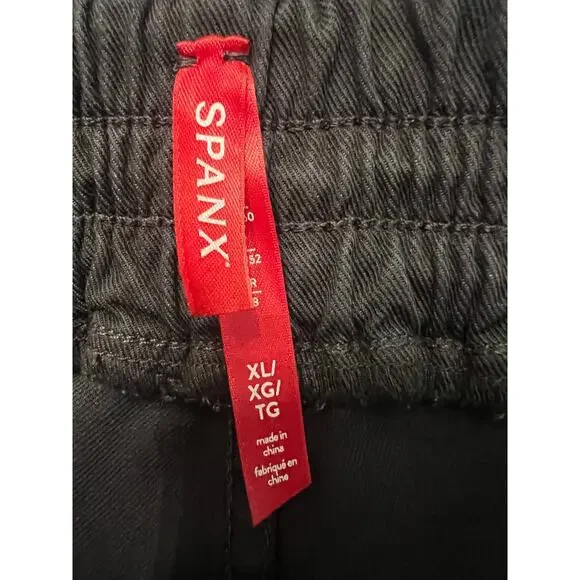 SPANX
XL/
XG/
TG
made in
china
fabriqué en
chine